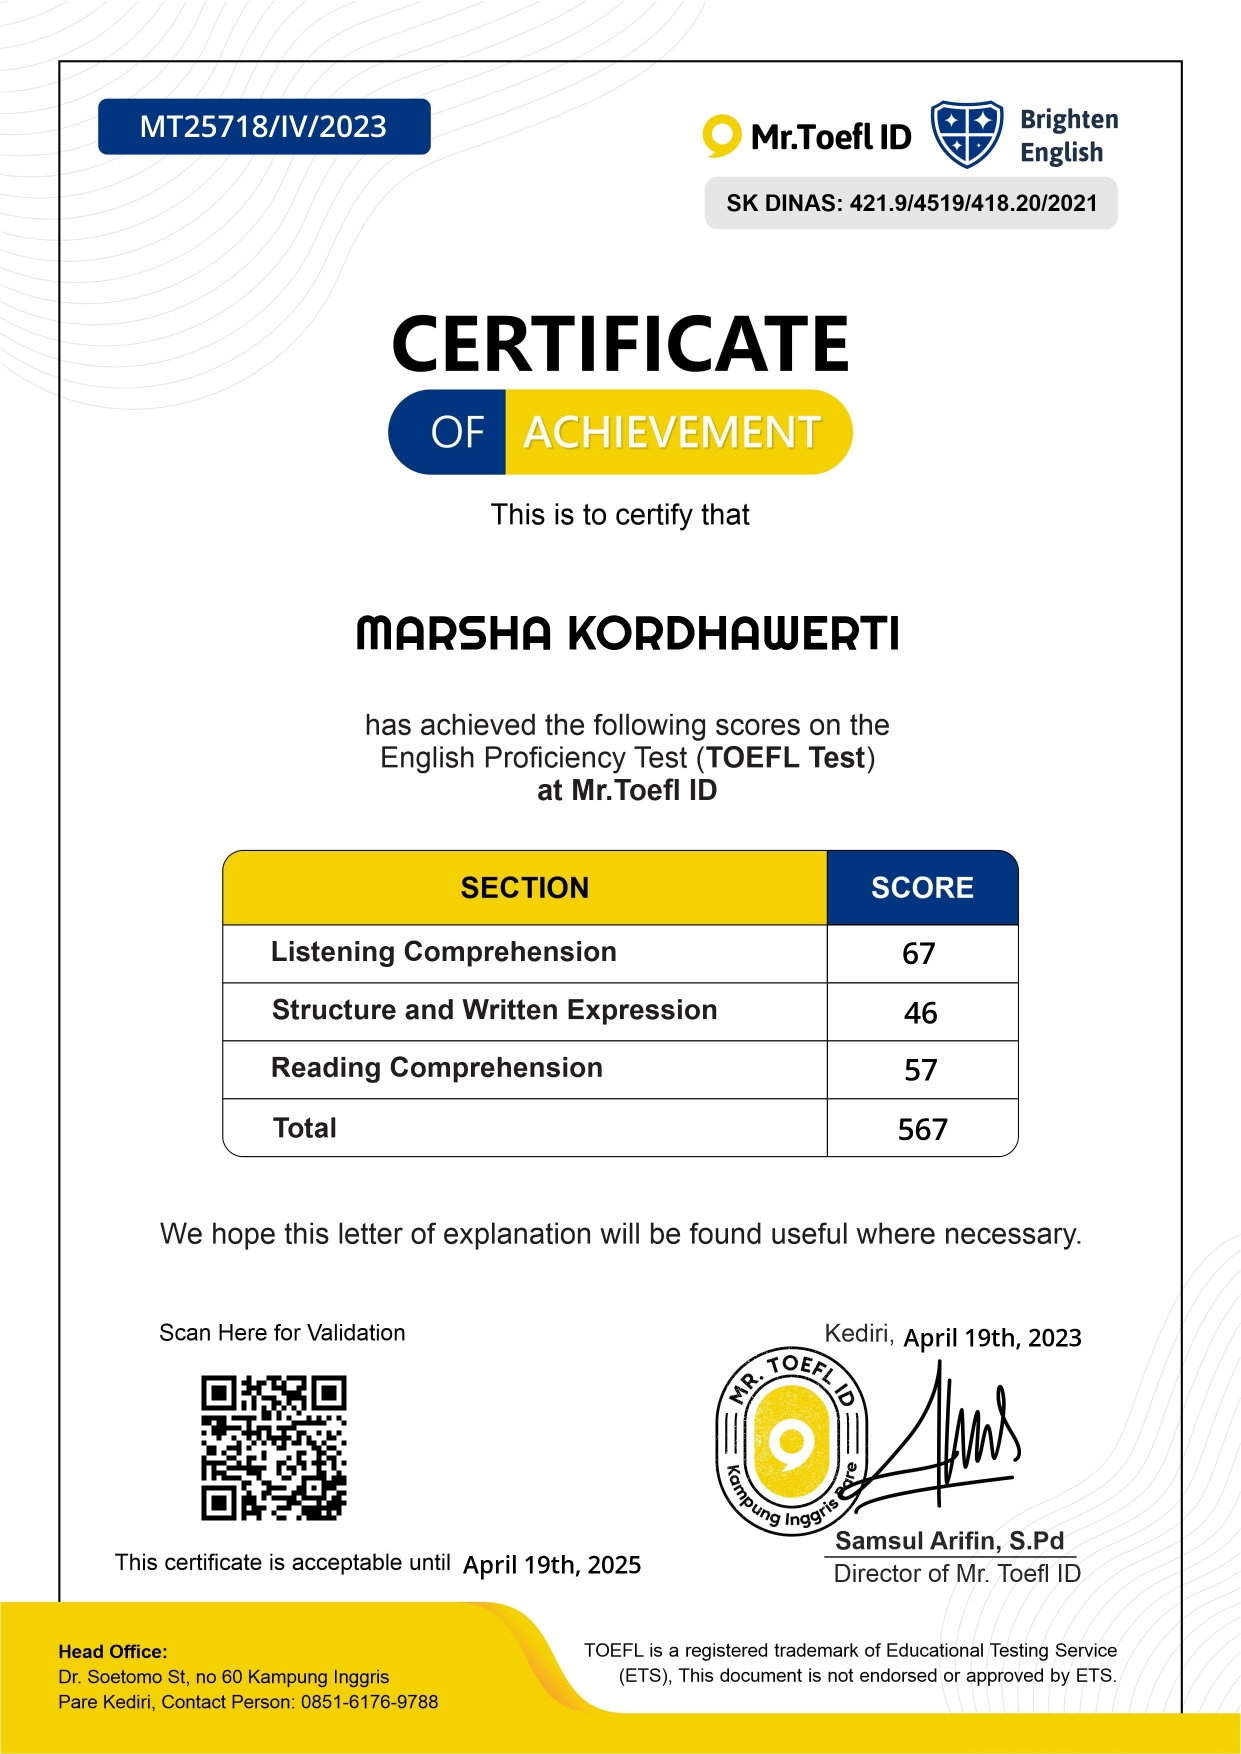 MT25718/IV/2023
Mr.Toefl ID
Brighten
English
SK DINAS: 421.9/4519/418.20/2021
CERTIFICATE
OF ACHIEVEMENT
This is to certify that
MARSHA KORDHAWERTI
has achieved the following scores on the
English Proficiency Test (TOEFL Test)
at Mr.Toefl ID
SECTION SCORE
Listening Comprehension 67
Structure and Written Expression 46
Reading Comprehension 57
Total 567
We hope this letter of explanation will be found useful where necessary.
Scan Here for Validation
Kediri, April 19th, 2023
MR. TOEFL ID
Kampung Inggris Pare
Samsul Arifin, S.Pd
Director of Mr. Toefl ID
This certificate is acceptable until April 19th, 2025
Head Office:
Dr. Soetomo St, no 60 Kampung Inggris
Pare Kediri, Contact Person: 0851-6176-9788
TOEFL is a registered trademark of Educational Testing Service
(ETS), This document is not endorsed or approved by ETS.